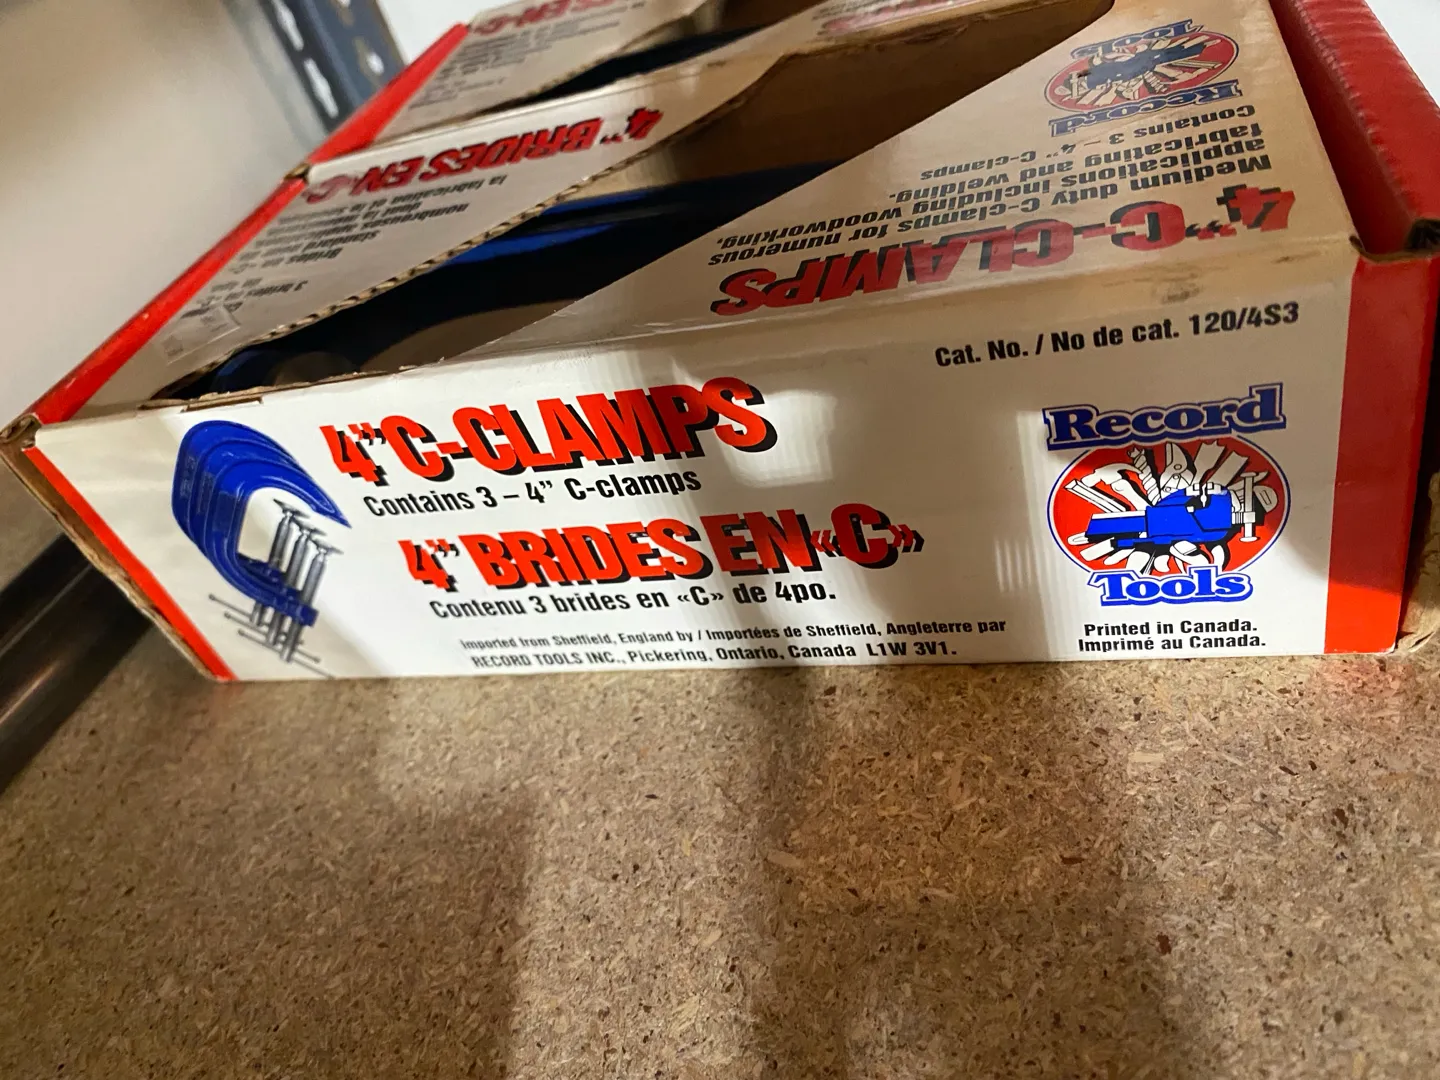 4" BRIDES EN «C»
3 brides
4" C-CLAMPS
Medium duty C-clamps for numerous
applications including woodworking,
fabricating and welding.
Contains 3 – 4" C-clamps
Record
Tools
Cat. No. / No de cat. 120/4S3
4" C-CLAMPS
Contains 3 – 4" C-clamps
4" BRIDES EN «C»
Contenu 3 brides en «C» de 4po.
Imported from Sheffield, England by / Importées de Sheffield, Angleterre par
RECORD TOOLS INC., Pickering, Ontario, Canada L1W 3V1.
Record
Tools
Printed in Canada.
Imprimé au Canada.